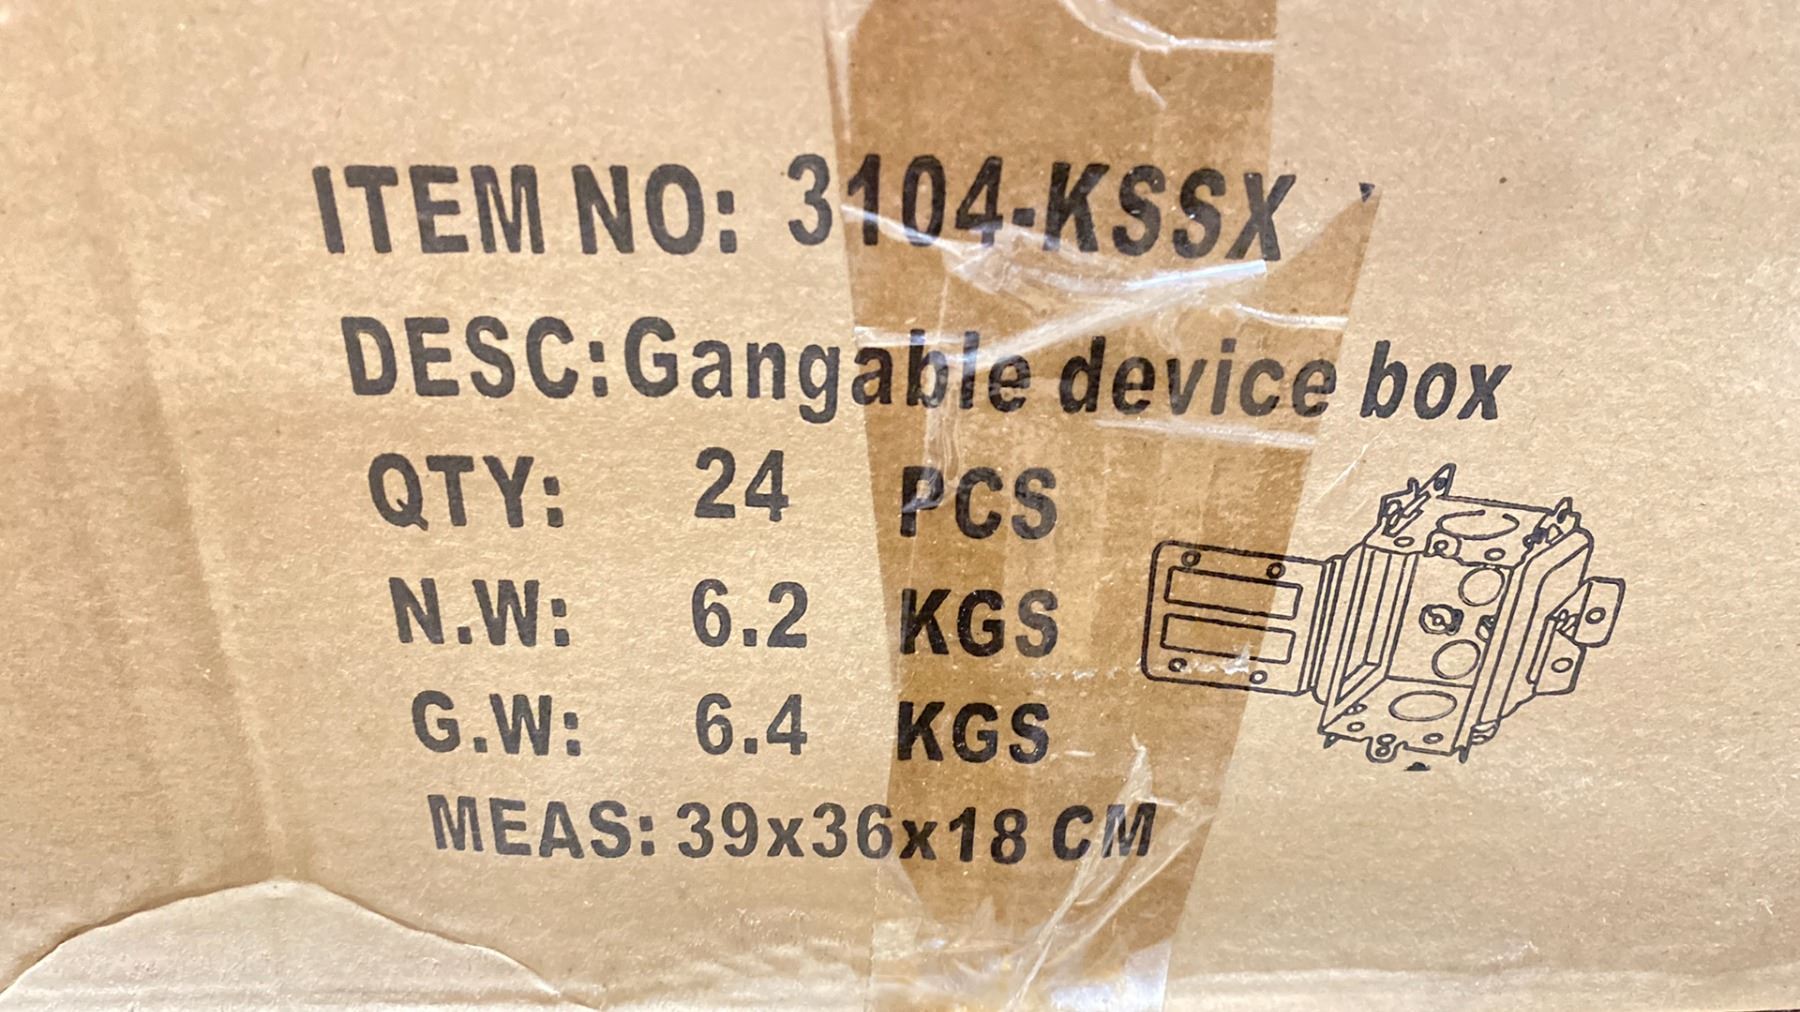 ITEM NO: 3104-KSSX
DESC:Gangable device box
QTY: 24 PCS
N.W: 6.2 KGS
G.W: 6.4 KGS
MEAS: 39x36x18 CM